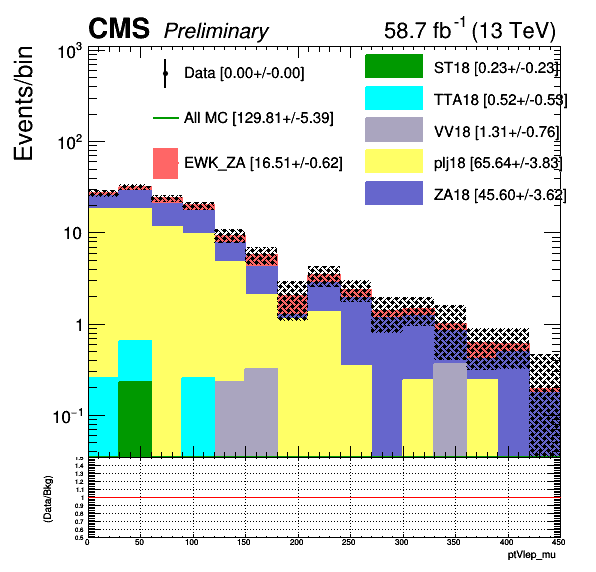 CMS Preliminary 58.7 fb⁻¹ (13 TeV)
Events/bin
10³
10²
10
1
10⁻¹
Data [0.00+/-0.00]
All MC [129.81+/-5.39]
EWK_ZA [16.51+/-0.62]
ST18 [0.23+/-0.23]
TTA18 [0.52+/-0.53]
VV18 [1.31+/-0.76]
plj18 [65.64+/-3.83]
ZA18 [45.60+/-3.62]
(Data/Bkg)
1.5
1.4
1.3
1.2
1.1
1
0.9
0.8
0.7
0.6
0.5
0 50 100 150 200 250 300 350 400 450
ptVlep_mu